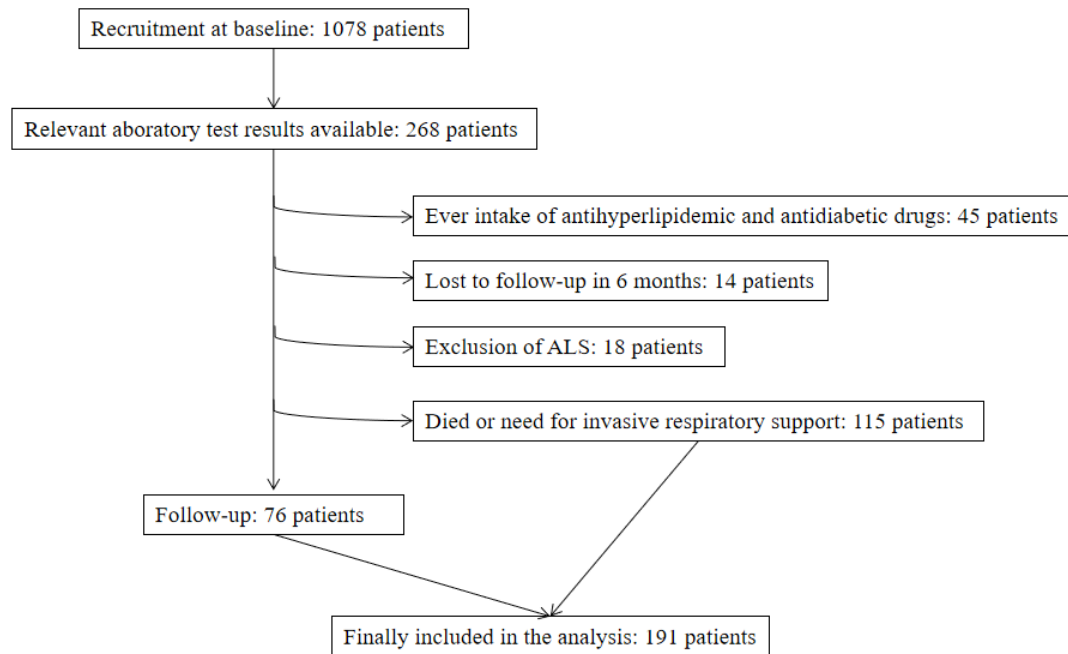 Recruitment at baseline: 1078 patients
Relevant aboratory test results available: 268 patients
Ever intake of antihyperlipidemic and antidiabetic drugs: 45 patients
Lost to follow-up in 6 months: 14 patients
Exclusion of ALS: 18 patients
Died or need for invasive respiratory support: 115 patients
Follow-up: 76 patients
Finally included in the analysis: 191 patients